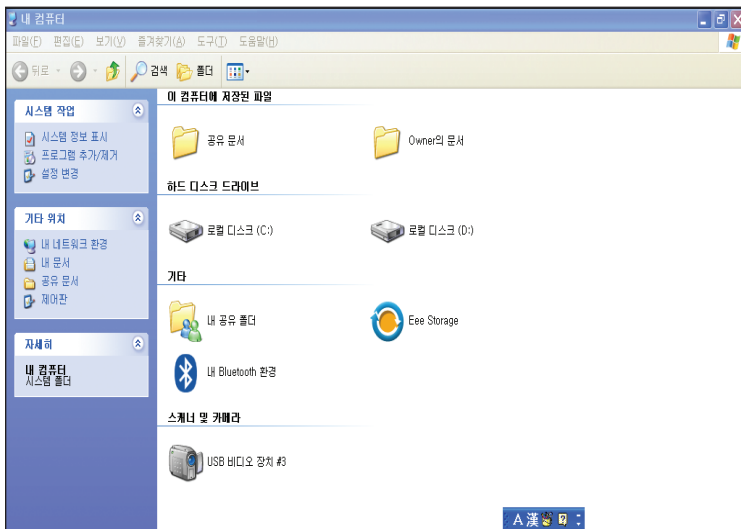 내 컴퓨터
파일(F) 편집(E) 보기(V) 즐겨찾기(A) 도구(T) 도움말(H)
뒤로 검색 폴더
시스템 작업
시스템 정보 표시
프로그램 추가/제거
설정 변경
기타 위치
내 네트워크 환경
내 문서
공유 문서
제어판
자세히
내 컴퓨터
시스템 폴더
이 컴퓨터에 저장된 파일
공유 문서 Owner의 문서
하드 디스크 드라이브
로컬 디스크 (C:) 로컬 디스크 (D:)
기타
내 공유 폴더 Eee Storage
내 Bluetooth 환경
스캐너 및 카메라
USB 비디오 장치 #3
A 漢